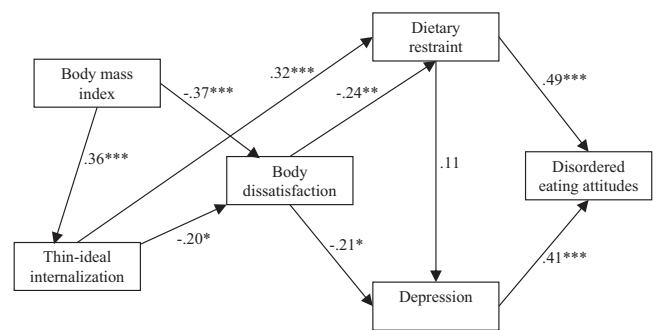 Dietary
restraint
Body mass
index
.32***
-.37***
-.24**
.49***
.36***
Body
dissatisfaction
.11
Disordered
eating attitudes
-.20*
Thin-ideal
internalization
-.21*
.41***
Depression